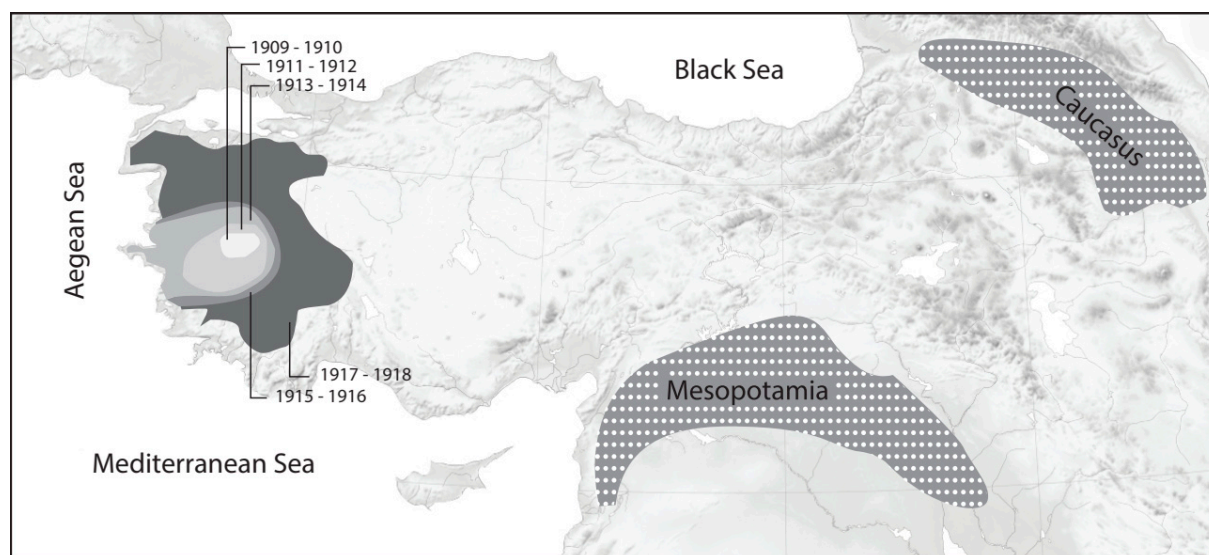 1909 - 1910
1911 - 1912
1913 - 1914
Black Sea
Caucasus
Aegean Sea
Mesopotamia
1917 - 1918
1915 - 1916
Mediterranean Sea